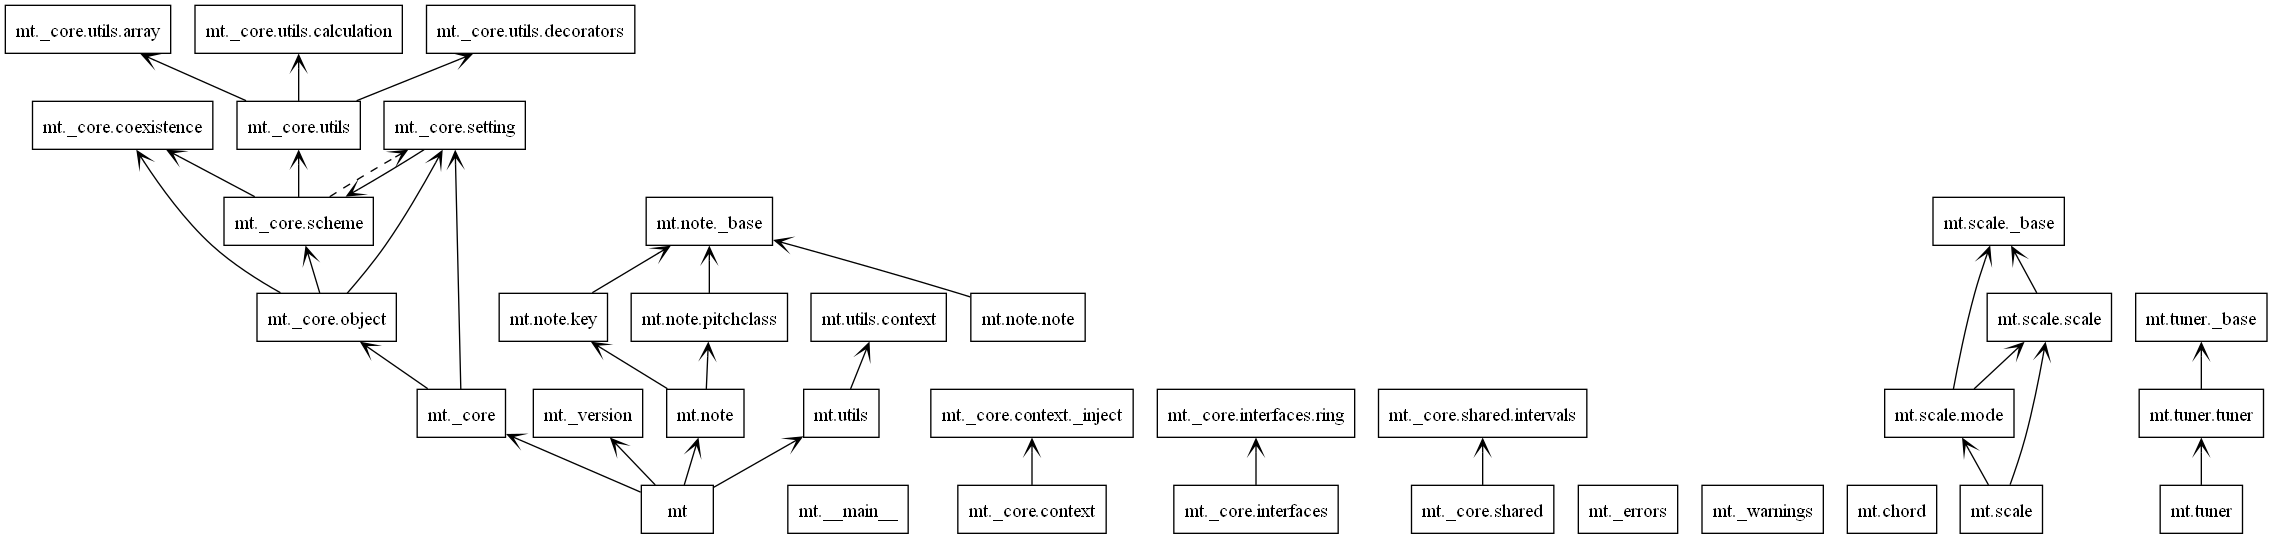 mt._core.utils.array
mt._core.utils.calculation
mt._core.utils.decorators
mt._core.coexistence
mt._core.utils
mt._core.setting
mt._core.scheme
mt.note._base
mt.scale._base
mt._core.object
mt.note.key
mt.note.pitchclass
mt.utils.context
mt.note.note
mt.scale.scale
mt.tuner._base
mt._core
mt._version
mt.note
mt.utils
mt._core.context._inject
mt._core.interfaces.ring
mt._core.shared.intervals
mt.scale.mode
mt.tuner.tuner
mt
mt.__main__
mt._core.context
mt._core.interfaces
mt._core.shared
mt._errors
mt._warnings
mt.chord
mt.scale
mt.tuner